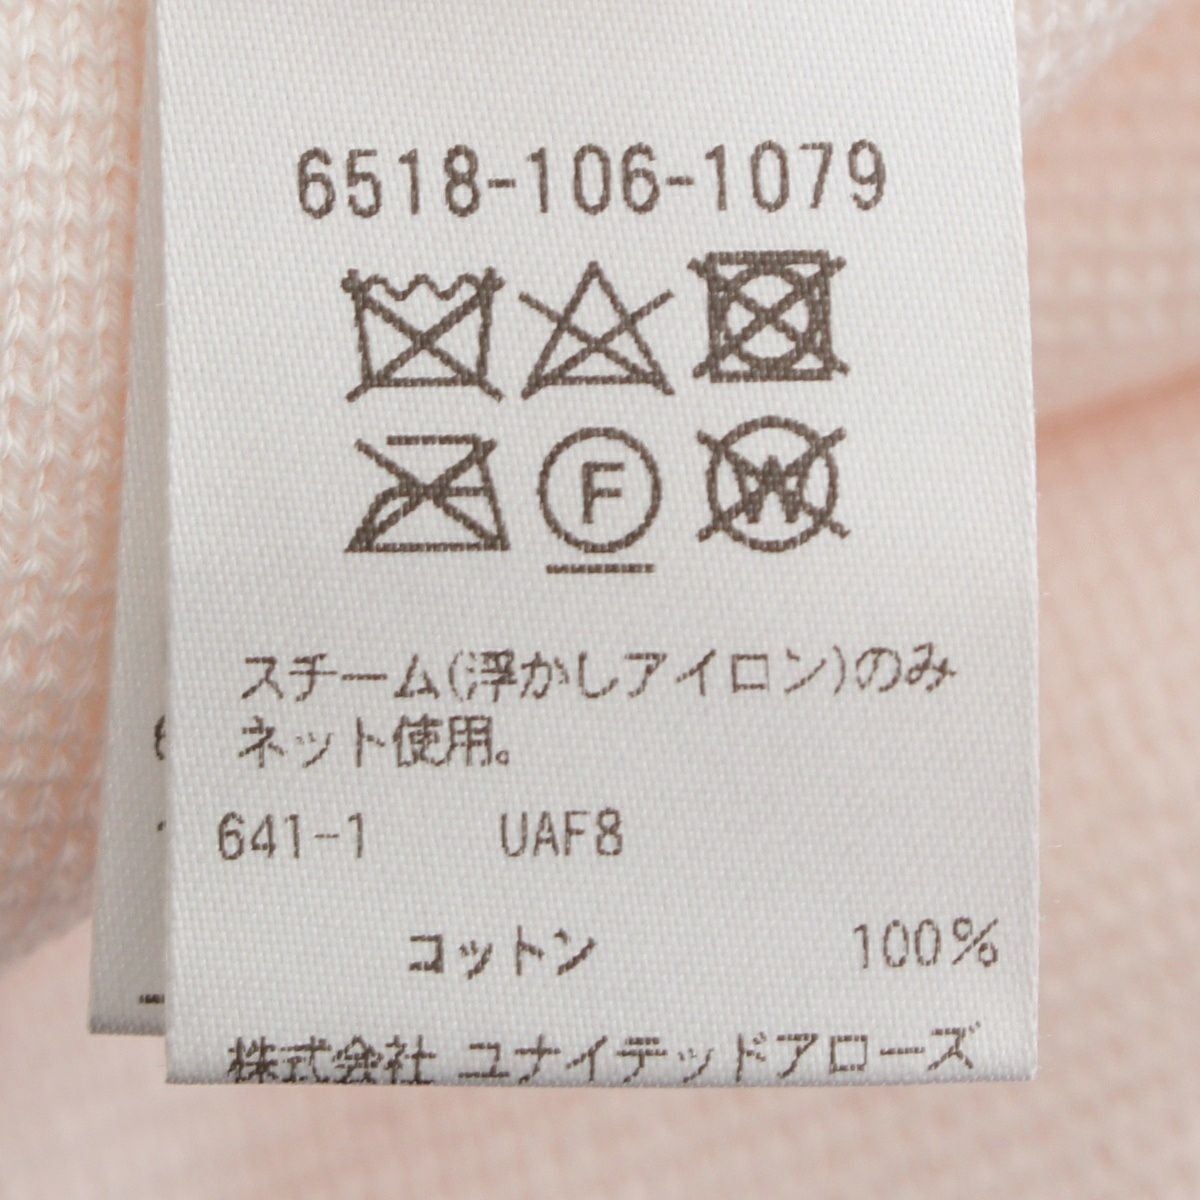 6518-106-1079
F
W
スチーム(浮かしアイロン)のみ
ネット使用。
641-1 UAF8
コットン 100%
株式会社 ユナイテッドアローズ